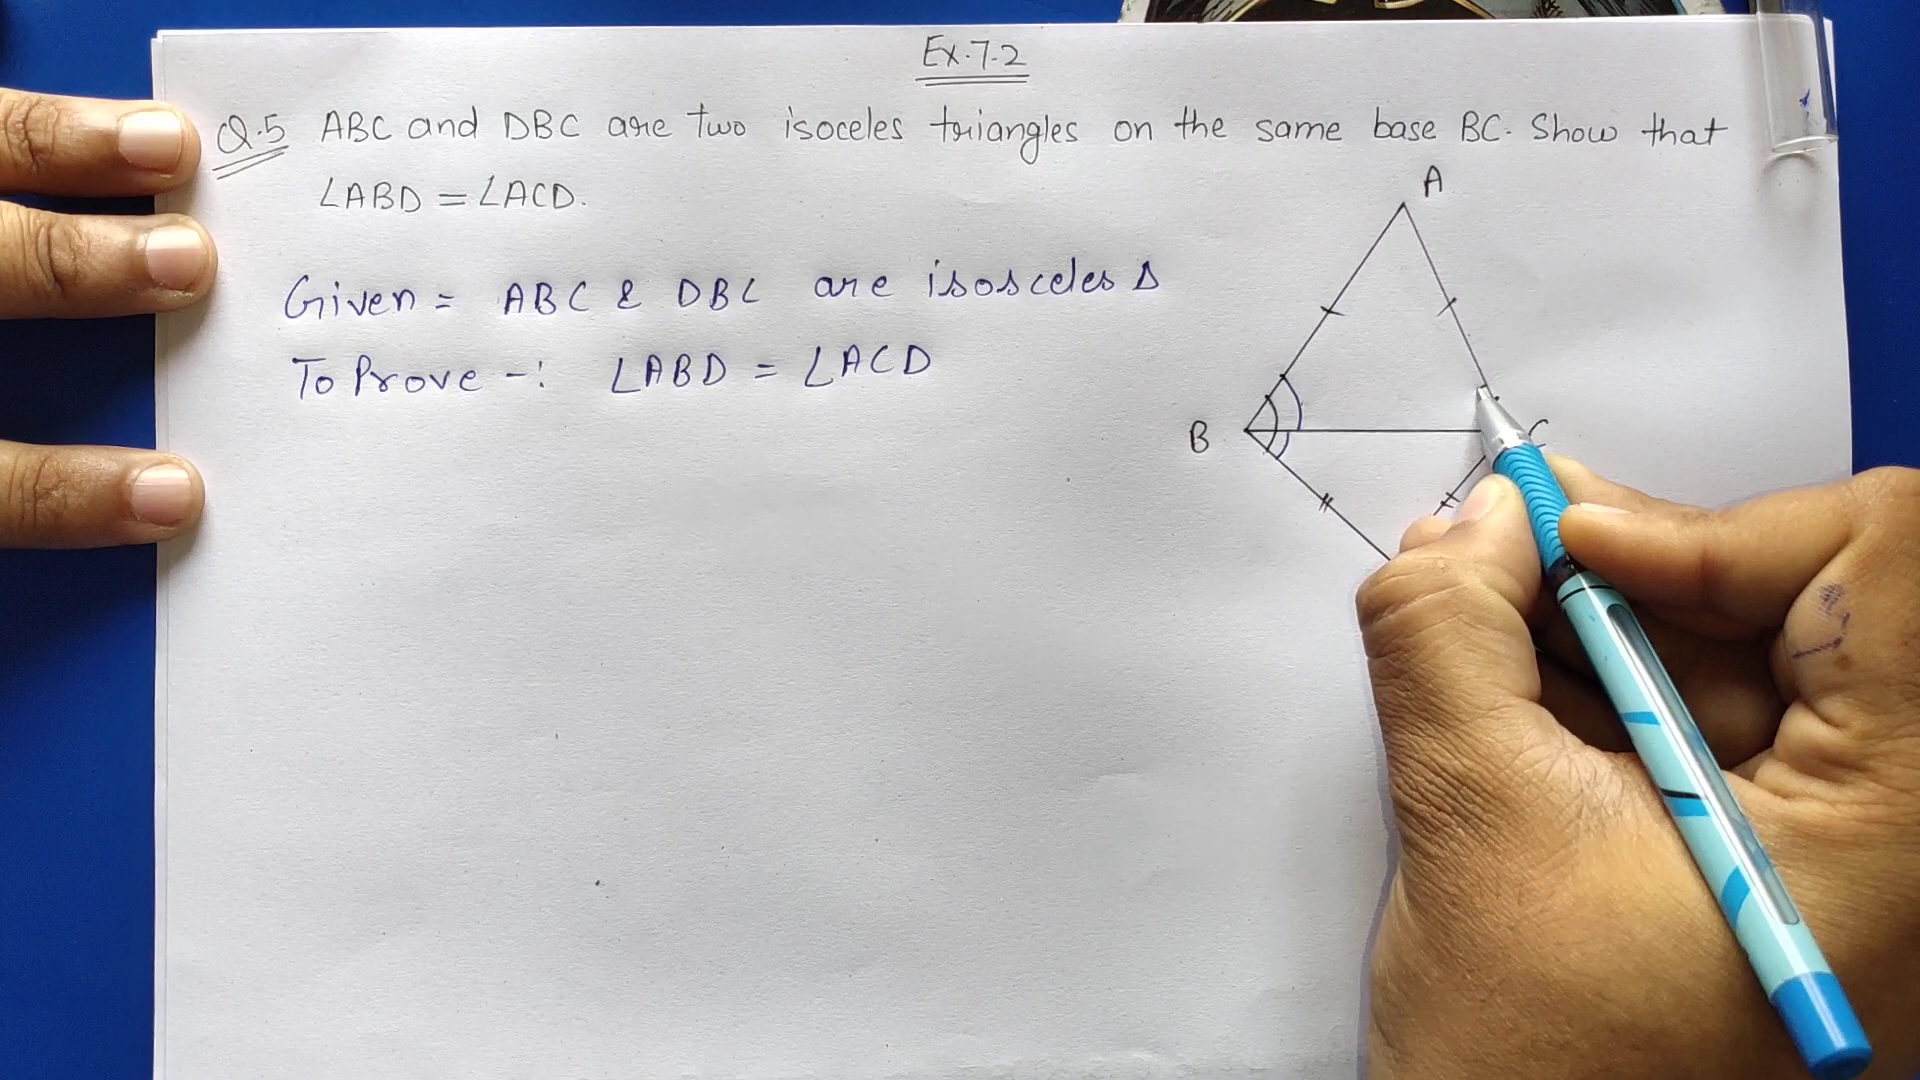 Ex.7.2
Q.5 ABC and DBC are two isoceles triangles on the same base BC. Show that
∠ABD = ∠ACD.
Given = ABC & DBC are isosceles Δ
To Prove -: ∠ABD = ∠ACD
A
B
C